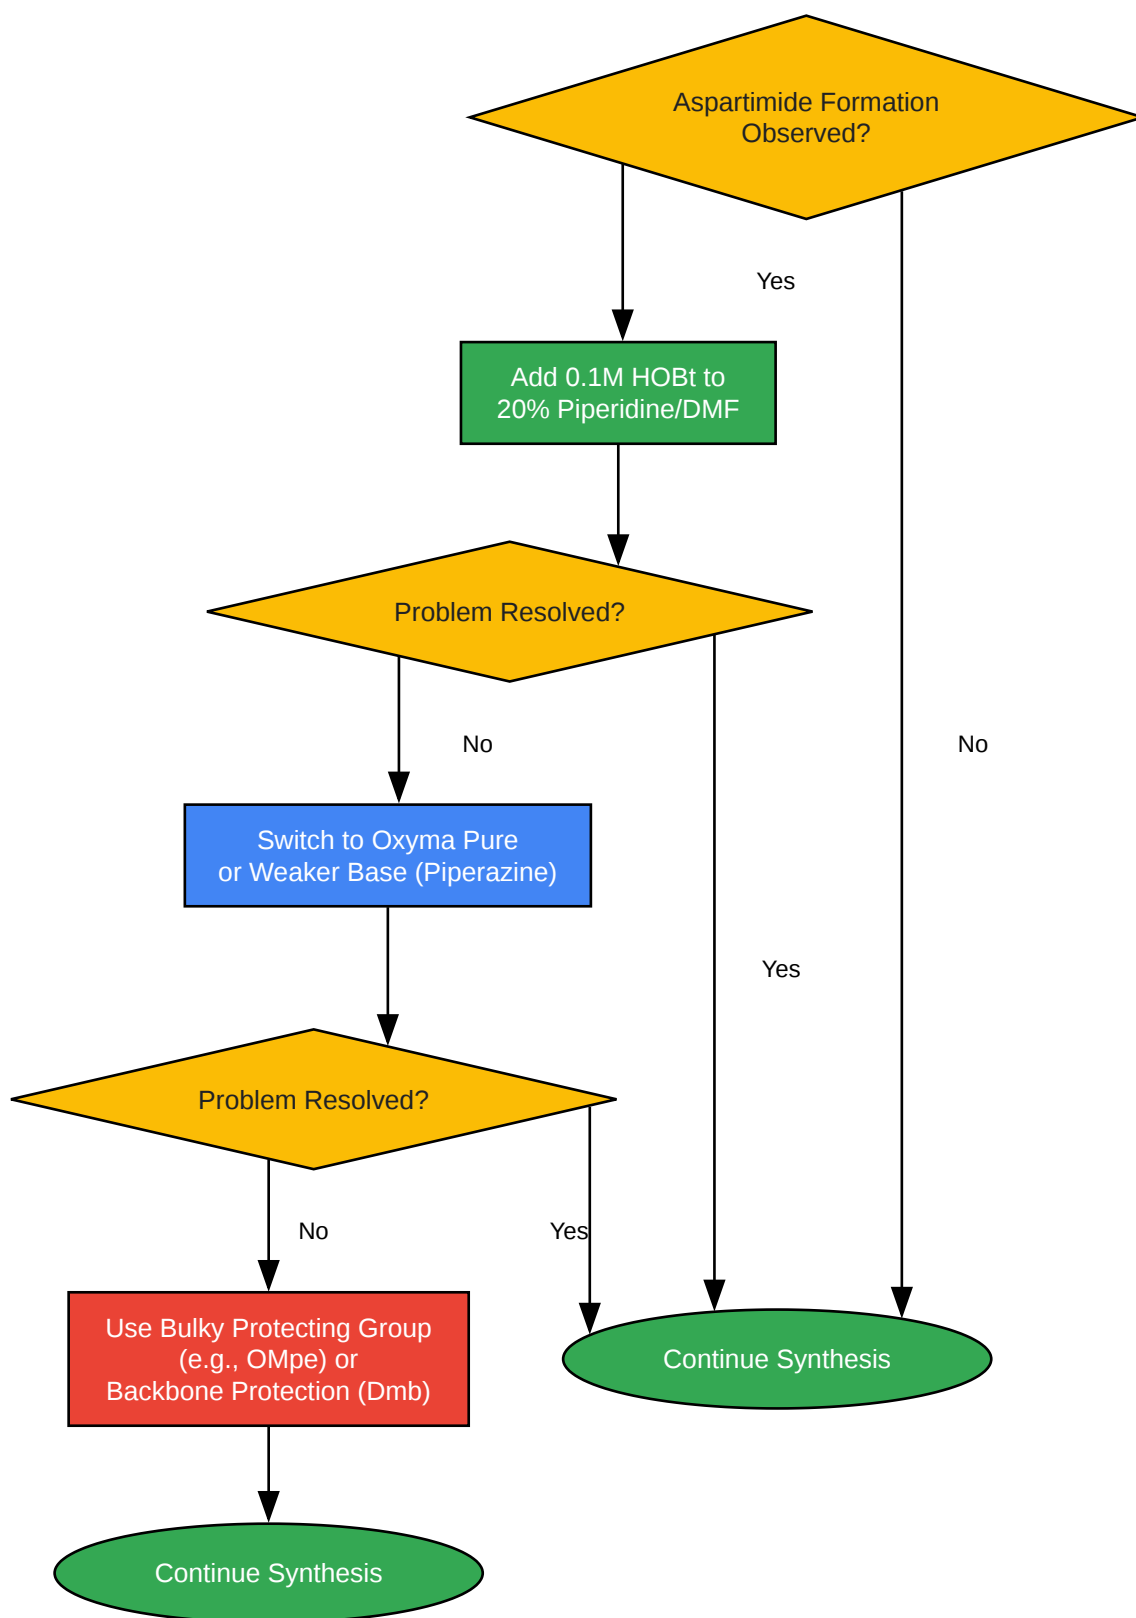 Aspartimide Formation
Observed?
Yes
Add 0.1M HOBt to
20% Piperidine/DMF
Problem Resolved?
No
No
Switch to Oxyma Pure
or Weaker Base (Piperazine)
Yes
Problem Resolved?
No
Yes
Use Bulky Protecting Group
(e.g., OMpe) or
Backbone Protection (Dmb)
Continue Synthesis
Continue Synthesis